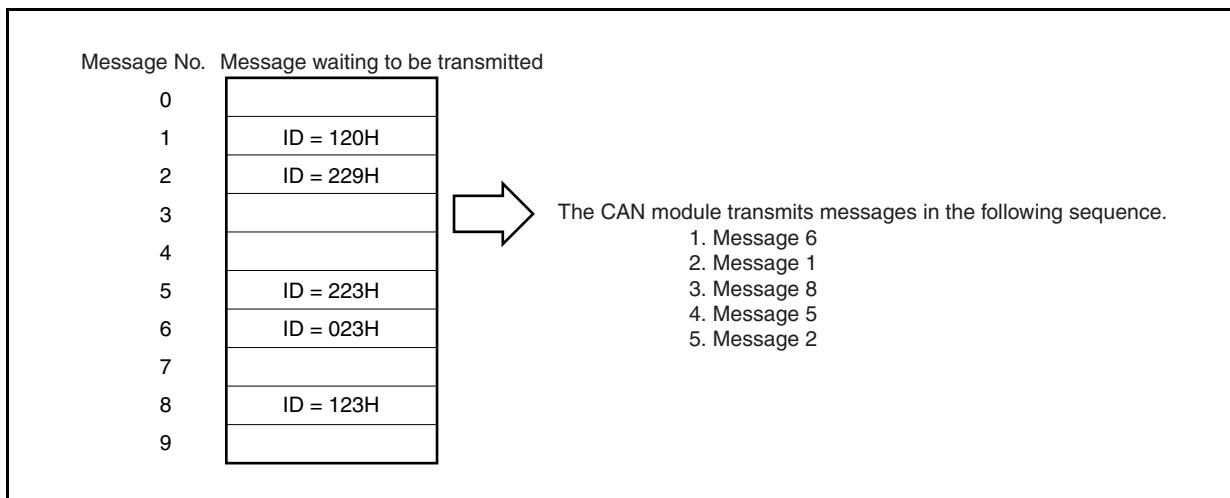 Message No. Message waiting to be transmitted
0
1 ID = 120H
2 ID = 229H
3
4
5 ID = 223H
6 ID = 023H
7
8 ID = 123H
9
The CAN module transmits messages in the following sequence.
1. Message 6
2. Message 1
3. Message 8
4. Message 5
5. Message 2